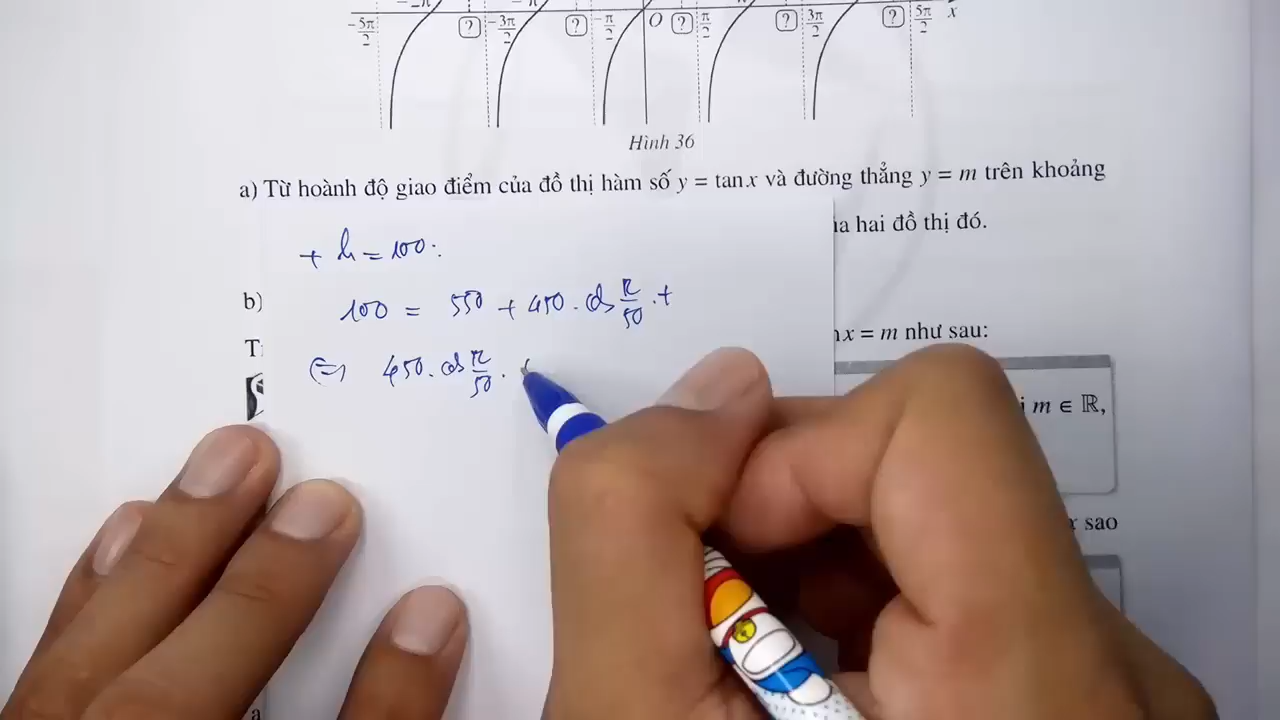 -5π/2 ? -3π/2 ? -π/2 O ? π/2 ? 3π/2 ? 5π/2 x
Hình 36
a) Từ hoành độ giao điểm của đồ thị hàm số y = tanx và đường thẳng y = m trên khoảng
hai đồ thị đó.
+ h = 100.
b)
100 = 550 + 450. cos π/50 . t
x = m như sau:
⇔ 450. cos π/50 .
m ∈ ℝ,
x sao
a